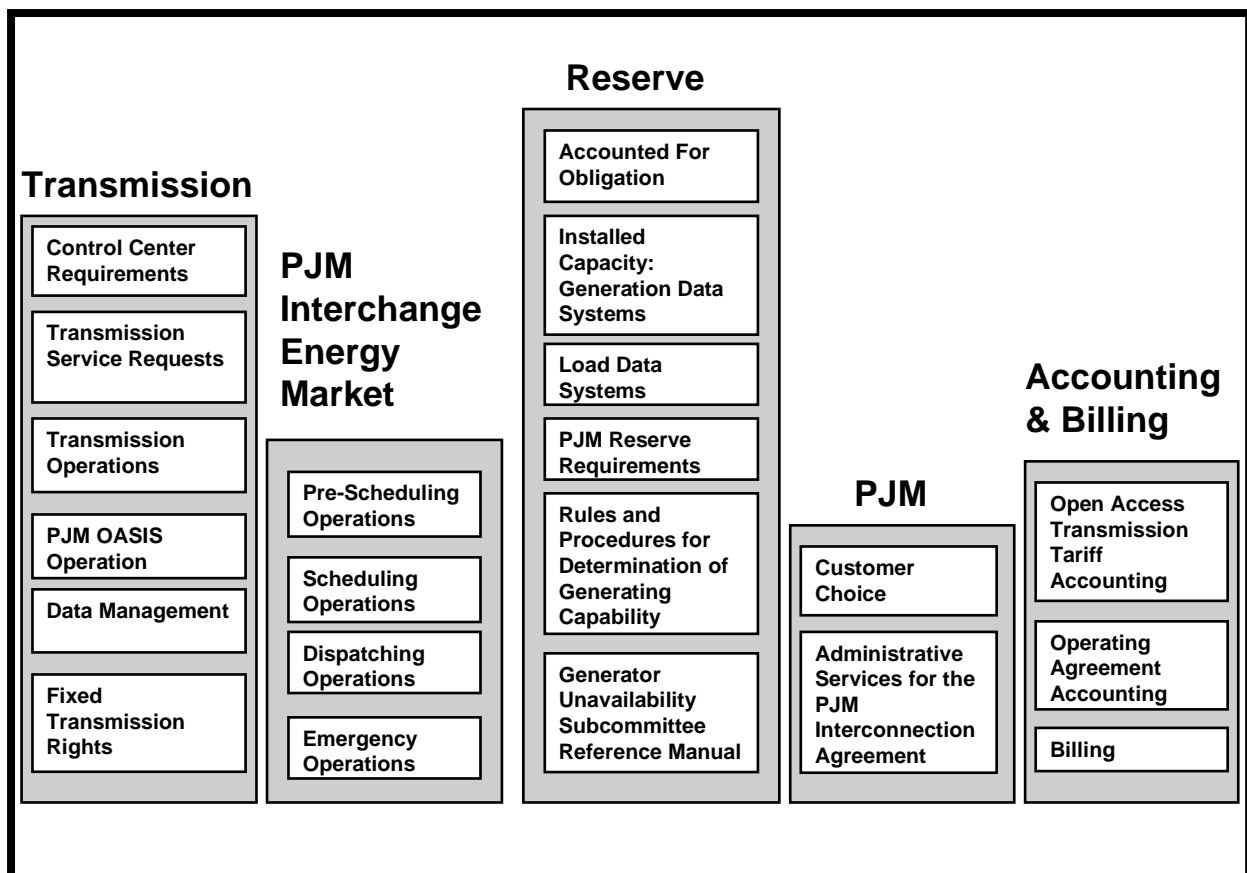 Transmission
Control Center
Requirements
Transmission
Service Requests
Transmission
Operations
PJM OASIS
Operation
Data Management
Fixed
Transmission
Rights
PJM
Interchange
Energy
Market
Pre-Scheduling
Operations
Scheduling
Operations
Dispatching
Operations
Emergency
Operations
Reserve
Accounted For
Obligation
Installed
Capacity:
Generation Data
Systems
Load Data
Systems
PJM Reserve
Requirements
Rules and
Procedures for
Determination of
Generating
Capability
Generator
Unavailability
Subcommittee
Reference Manual
PJM
Customer
Choice
Administrative
Services for the
PJM
Interconnection
Agreement
Accounting
& Billing
Open Access
Transmission
Tariff
Accounting
Operating
Agreement
Accounting
Billing